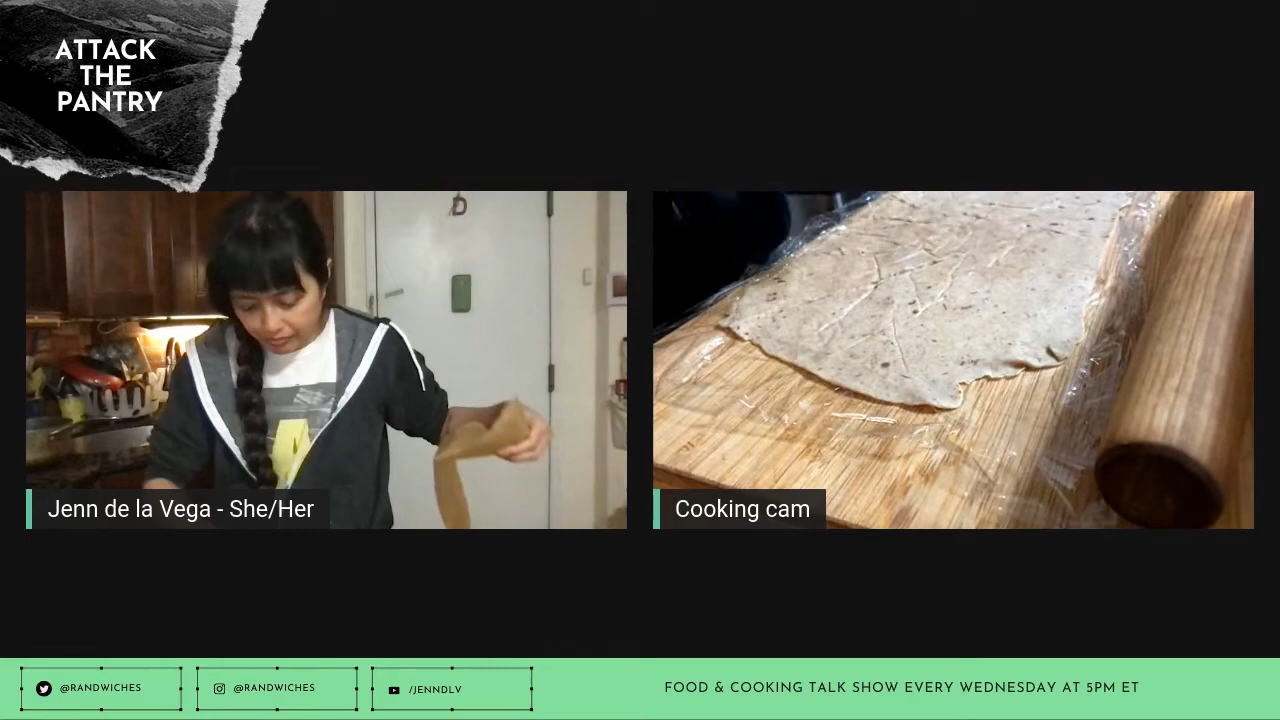 ATTACK
THE
PANTRY
D
Jenn de la Vega - She/Her
Cooking cam
@RANDWICHES
@RANDWICHES
/JENNDLV
FOOD & COOKING TALK SHOW EVERY WEDNESDAY AT 5PM ET